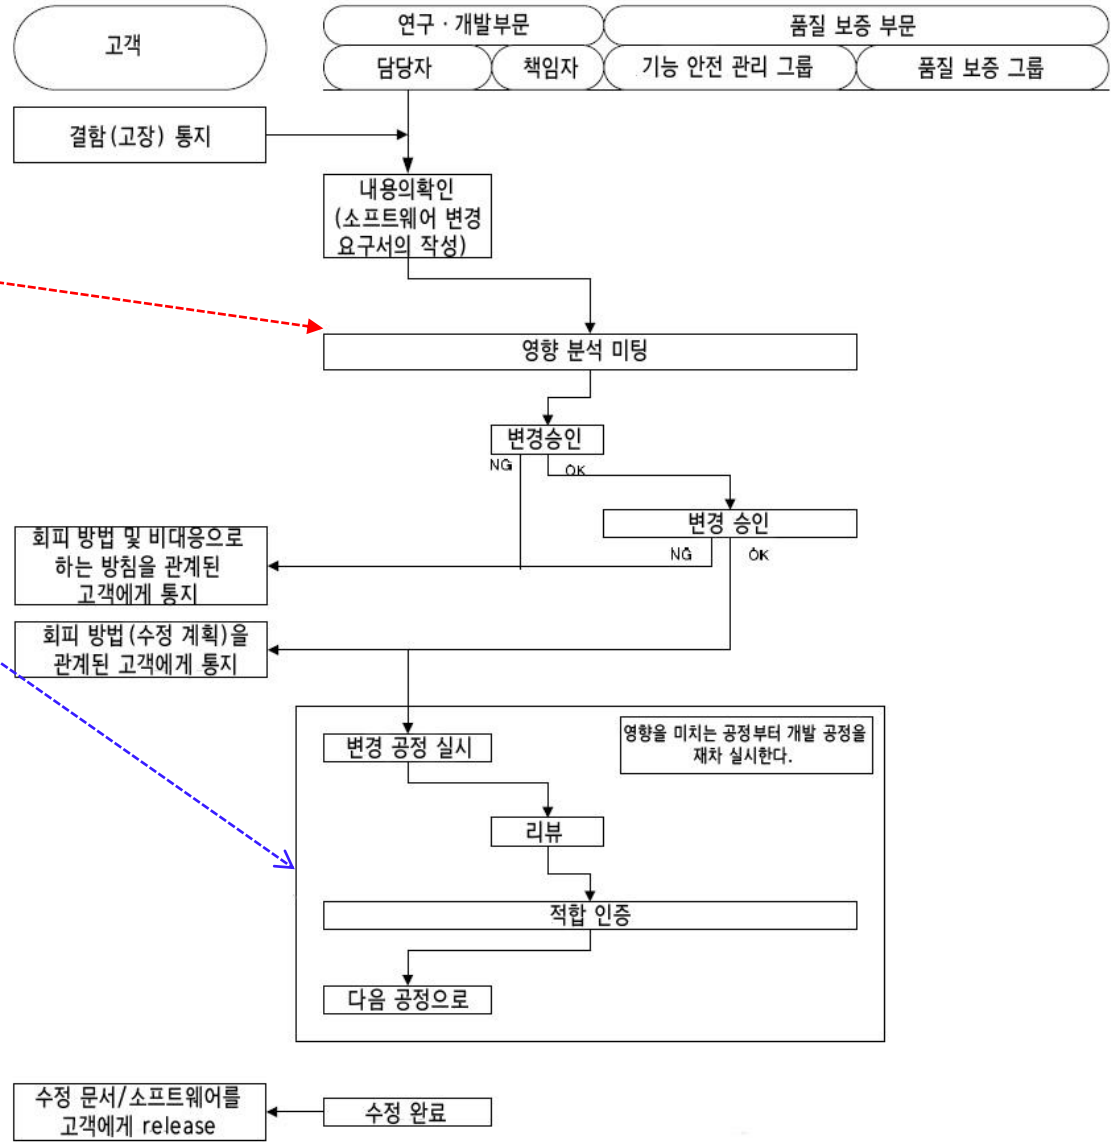 고객
연구 · 개발부문
품질 보증 부문
담당자
책임자
기능 안전 관리 그룹
품질 보증 그룹
결함(고장) 통지
내용의확인
(소프트웨어 변경
요구서의 작성)
영향 분석 미팅
변경승인
NG
OK
변경 승인
NG
OK
회피 방법 및 비대응으로
하는 방침을 관계된
고객에게 통지
회피 방법(수정 계획)을
관계된 고객에게 통지
영향을 미치는 공정부터 개발 공정을
재차 실시한다.
변경 공정 실시
리뷰
적합 인증
다음 공정으로
수정 문서/소프트웨어를
고객에게 release
수정 완료